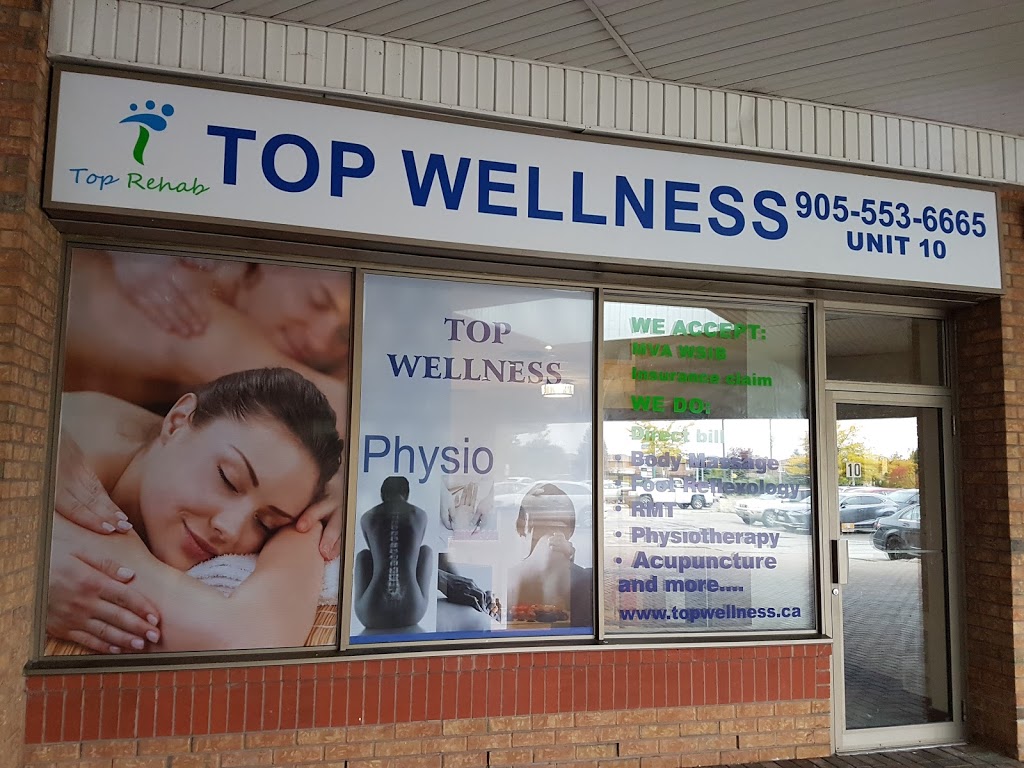 Top Rehab
TOP WELLNESS
905-553-6665
UNIT 10
TOP
WELLNESS
Physio
WE ACCEPT:
MVA WSIB
Insurance claim
WE DO:
Direct bill
• Body Massage
• Foot Reflexology
• RMT
• Physiotherapy
• Acupuncture
and more....
www.topwellness.ca
10